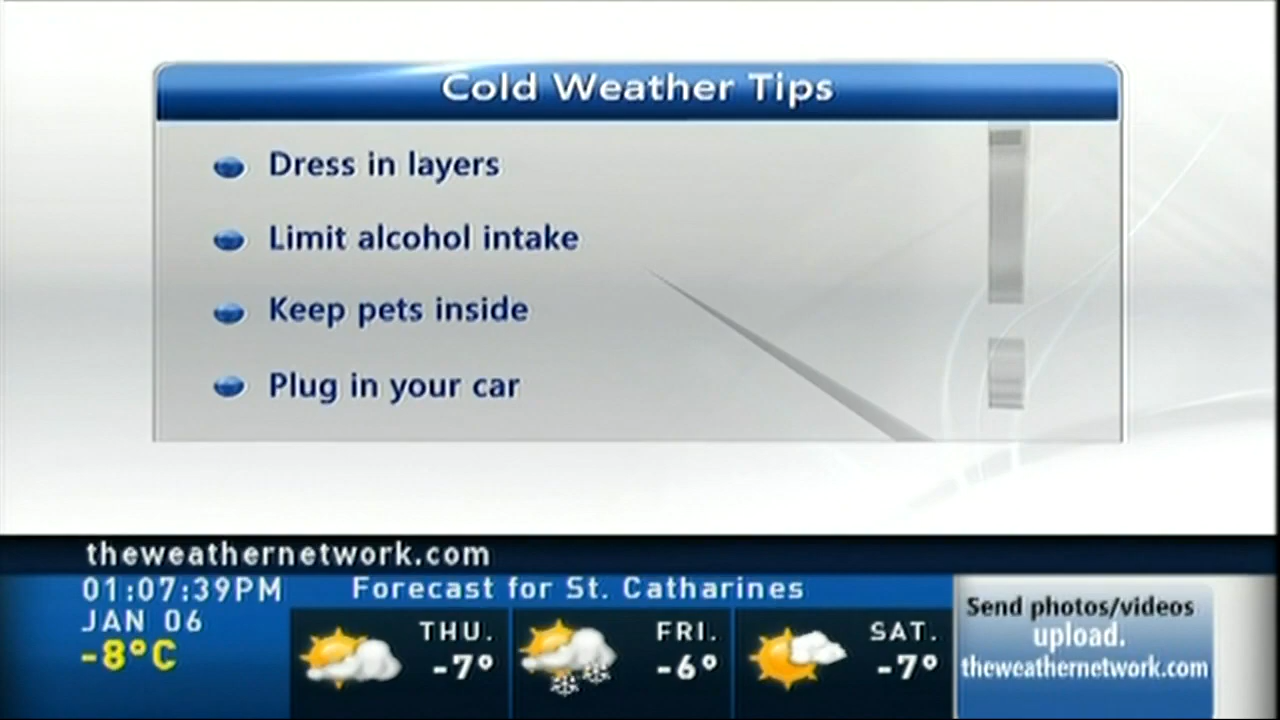 Cold Weather Tips
Dress in layers
Limit alcohol intake
Keep pets inside
Plug in your car
theweathernetwork.com
01:07:39PM
JAN 06
-8°C
Forecast for St. Catharines
THU.
-7°
FRI.
-6°
SAT.
-7°
Send photos/videos
upload.
theweathernetwork.com